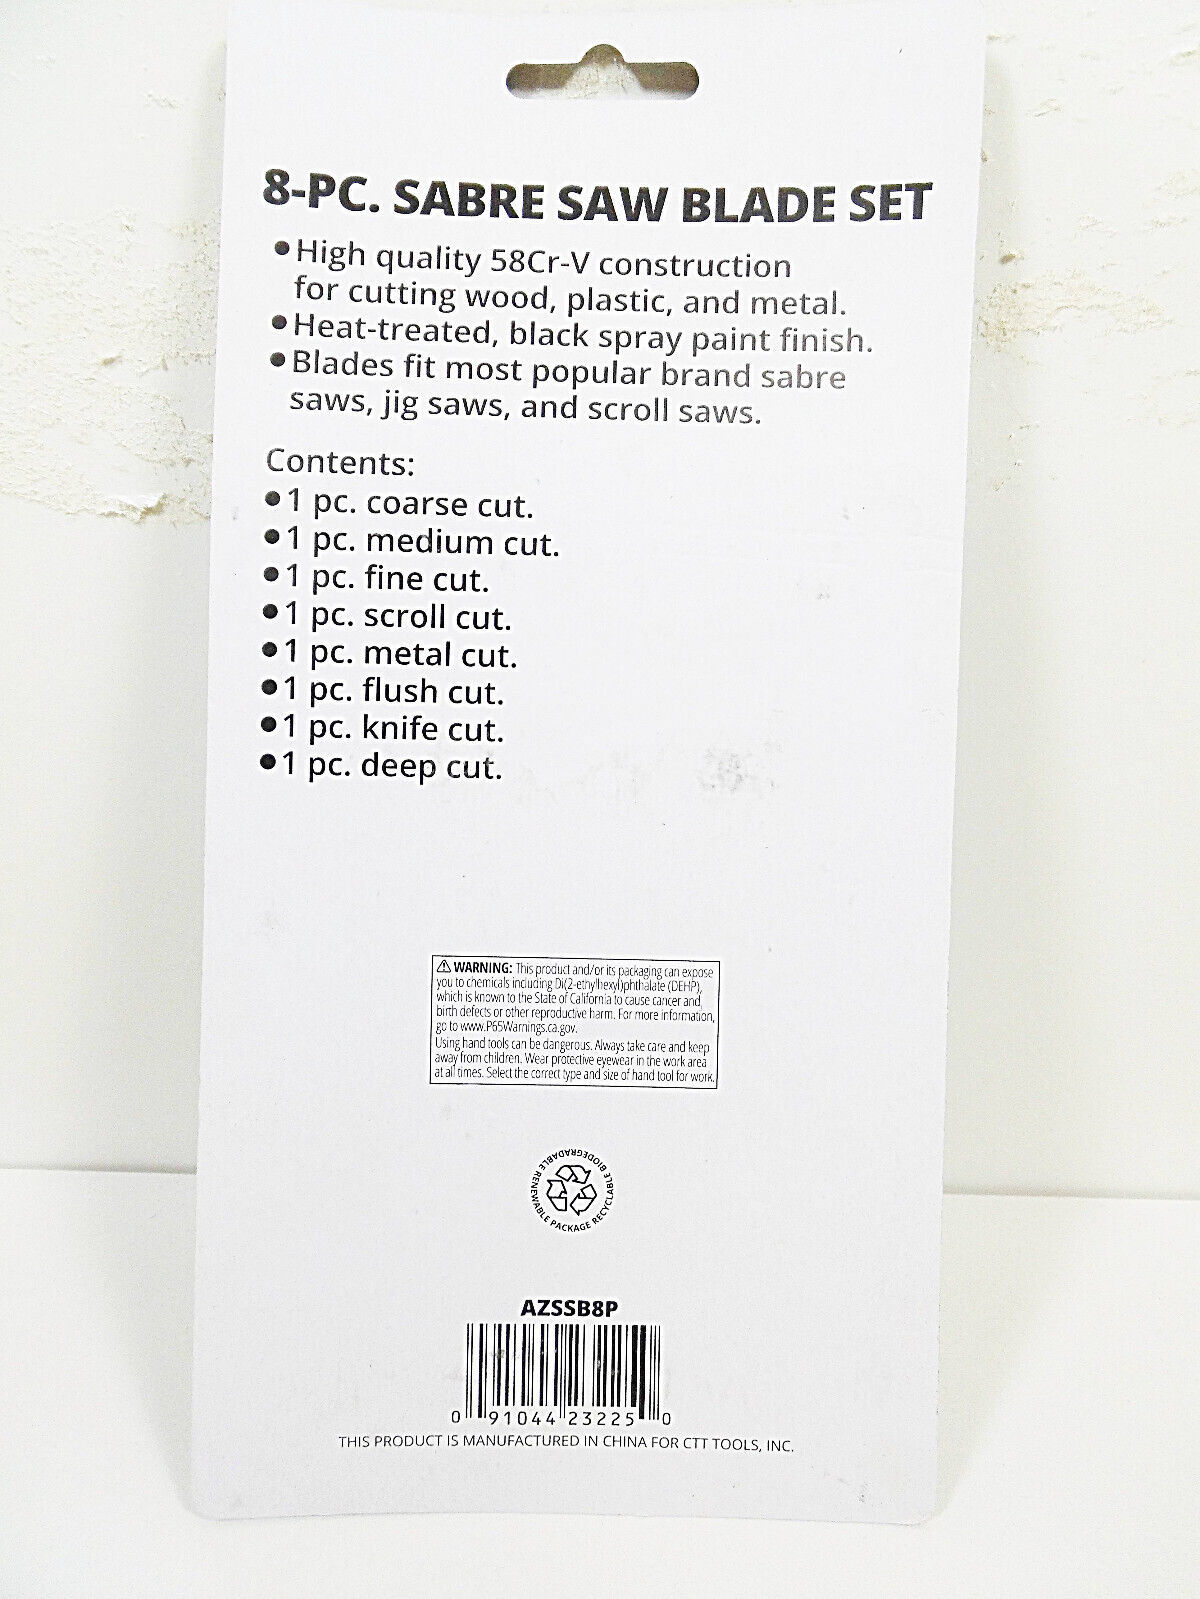 8-PC. SABRE SAW BLADE SET
●High quality 58Cr-V construction
for cutting wood, plastic, and metal.
●Heat-treated, black spray paint finish.
●Blades fit most popular brand sabre
saws, jig saws, and scroll saws.
Contents:
●1 pc. coarse cut.
●1 pc. medium cut.
●1 pc. fine cut.
●1 pc. scroll cut.
●1 pc. metal cut.
●1 pc. flush cut.
●1 pc. knife cut.
●1 pc. deep cut.
⚠ WARNING: This product and/or its packaging can expose
you to chemicals including Di(2-ethylhexyl)phthalate (DEHP),
which is known to the State of California to cause cancer and
birth defects or other reproductive harm. For more information,
go to www.P65Warnings.ca.gov.
Using hand tools can be dangerous. Always take care and keep
away from children. Wear protective eyewear in the work area
at all times. Select the correct type and size of hand tool for work.
RENEWABLE PACKAGE RECYCLABLE BIODEGRADABLE
AZSSB8P
0 91044 23225 0
THIS PRODUCT IS MANUFACTURED IN CHINA FOR CTT TOOLS, INC.